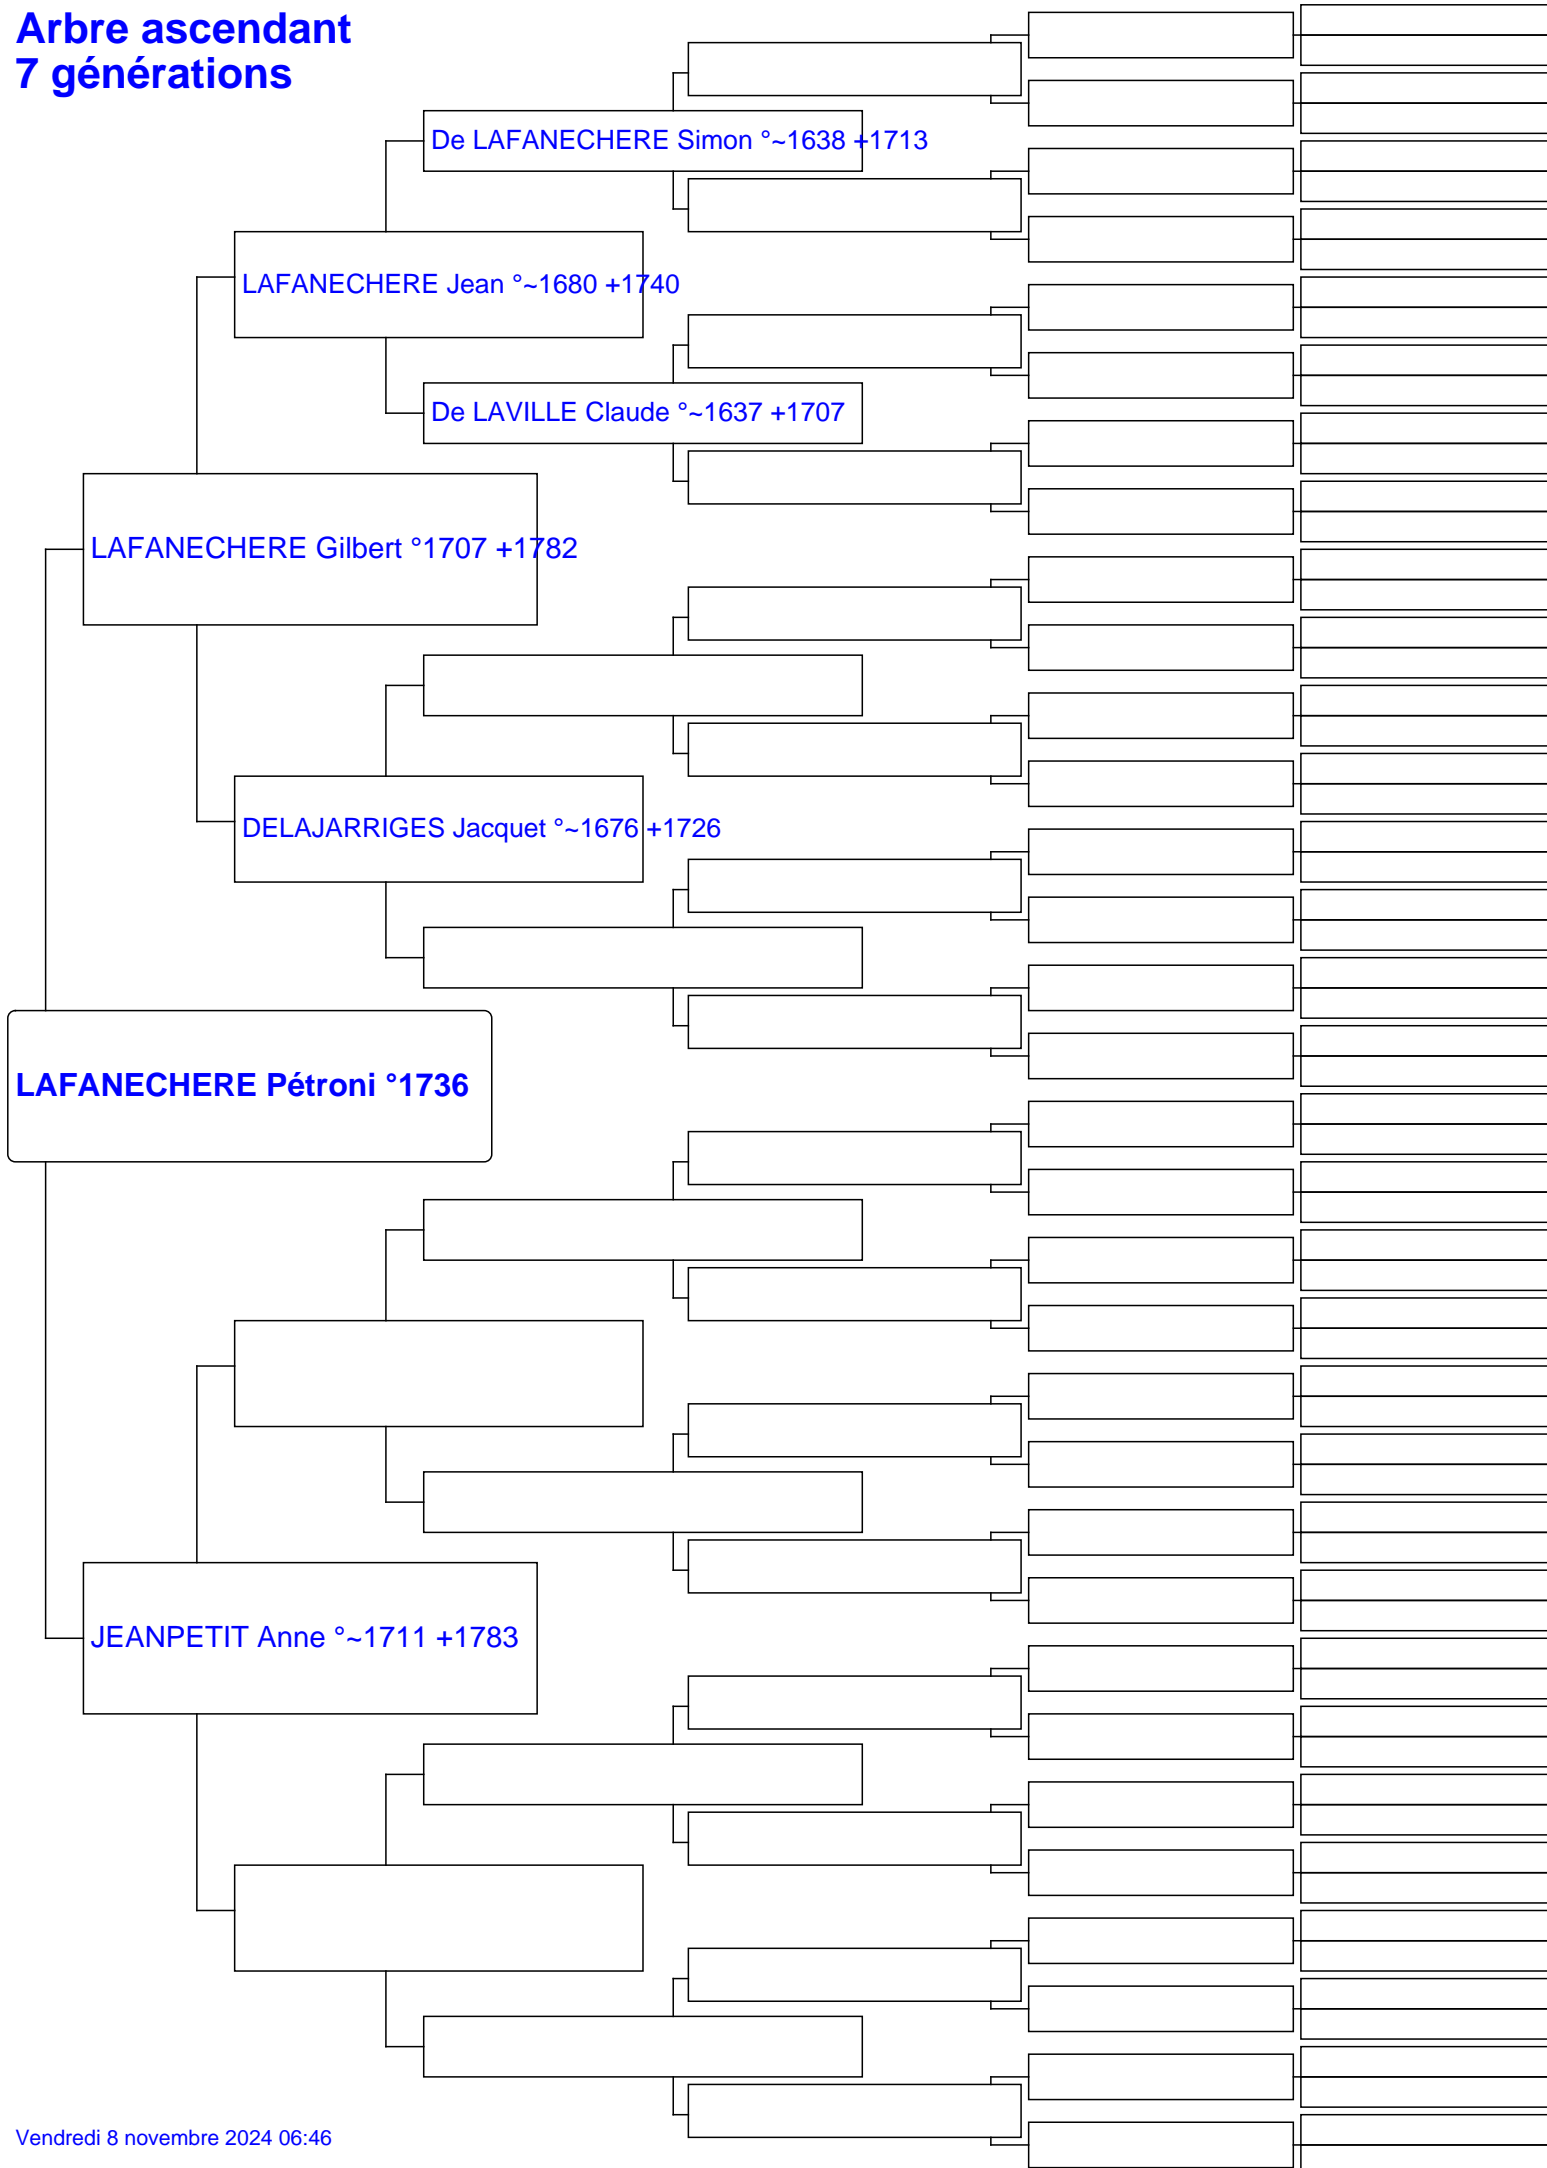 Arbre ascendant
7 générations
De LAFANECHERE Simon °~1638 +1713
LAFANECHERE Jean °~1680 +1740
De LAVILLE Claude °~1637 +1707
LAFANECHERE Gilbert °1707 +1782
DELAJARRIGES Jacquet °~1676 +1726
LAFANECHERE Pétroni °1736
JEANPETIT Anne °~1711 +1783
Vendredi 8 novembre 2024 06:46